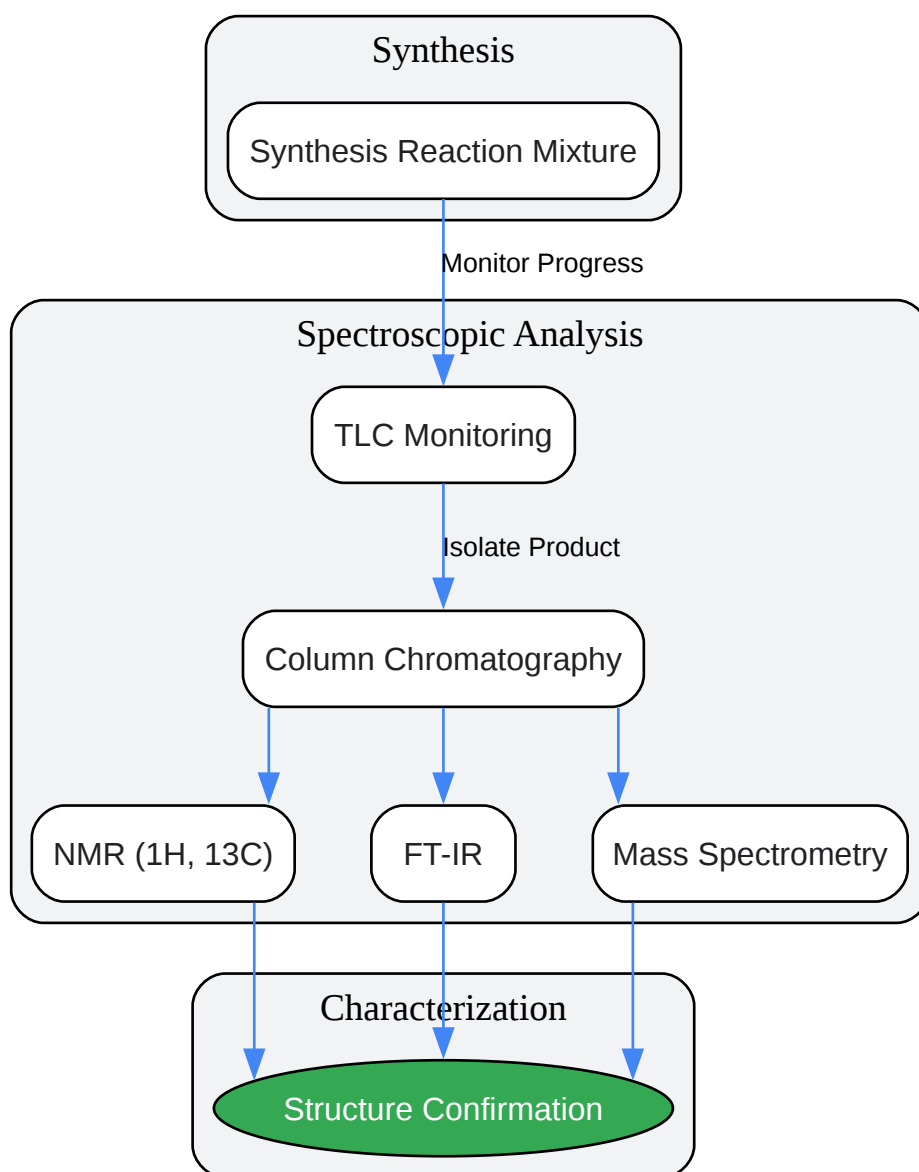 Synthesis
Synthesis Reaction Mixture
Monitor Progress
Spectroscopic Analysis
TLC Monitoring
Isolate Product
Column Chromatography
NMR (1H, 13C)
FT-IR
Mass Spectrometry
Characterization
Structure Confirmation